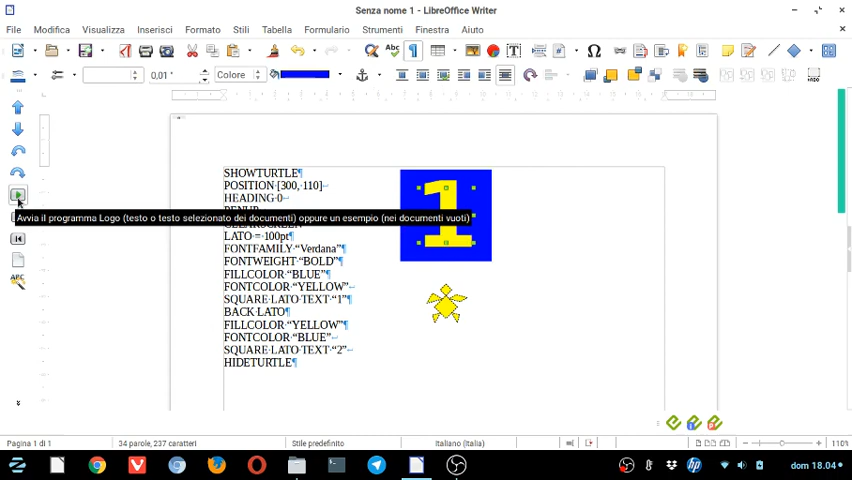 Senza nome 1 - LibreOffice Writer
File Modifica Visualizza Inserisci Formato Stili Tabella Formulario Strumenti Finestra Aiuto
0,01 " Colore
SHOWTURTLE¶
POSITION·[300,·110]
HEADING·0
Avvia il programma Logo (testo o testo selezionato dei documenti) oppure un esempio (nei documenti vuoti)
LATO·=·100pt
FONTFAMILY·“Verdana”¶
FONTWEIGHT·“BOLD”¶
FILLCOLOR·“BLUE”¶
FONTCOLOR·“YELLOW”
SQUARE·LATO·TEXT·“1”¶
BACK·LATO¶
FILLCOLOR·“YELLOW”¶
FONTCOLOR·“BLUE”
SQUARE·LATO·TEXT·“2”
HIDETURTLE¶
1
Pagina 1 di 1 34 parole, 237 caratteri Stile predefinito Italiano (Italia) 110%
dom 18.04